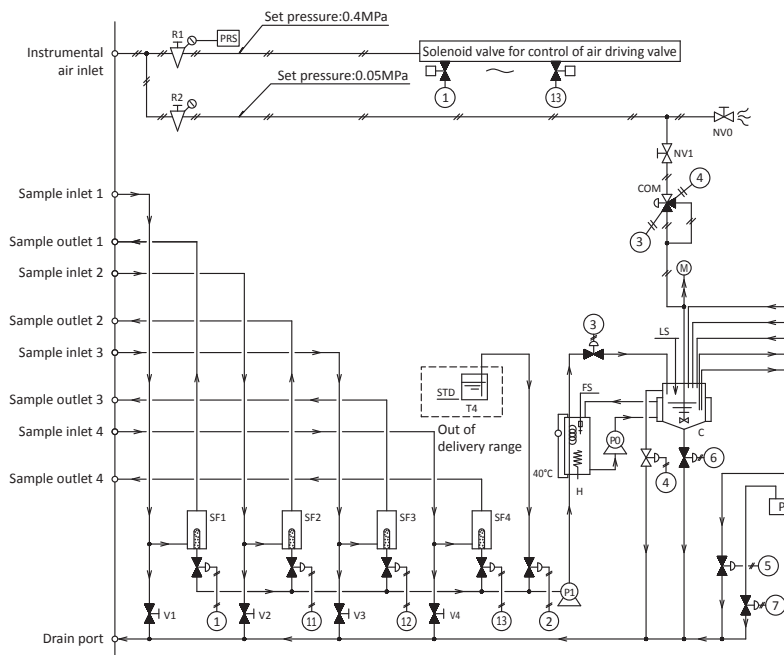 R1
PRS
Set pressure:0.4MPa
Instrumental
air inlet
Solenoid valve for control of air driving valve
1
13
R2
Set pressure:0.05MPa
NV0
NV1
COM
4
3
Sample inlet 1
Sample outlet 1
Sample inlet 2
Sample outlet 2
Sample inlet 3
Sample outlet 3
Sample inlet 4
Sample outlet 4
M
3
LS
STD
T4
Out of
delivery range
FS
C
P0
40°C
H
4
6
SF1
SF2
SF3
SF4
P
5
7
P1
V1
1
V2
11
V3
12
V4
13
2
Drain port